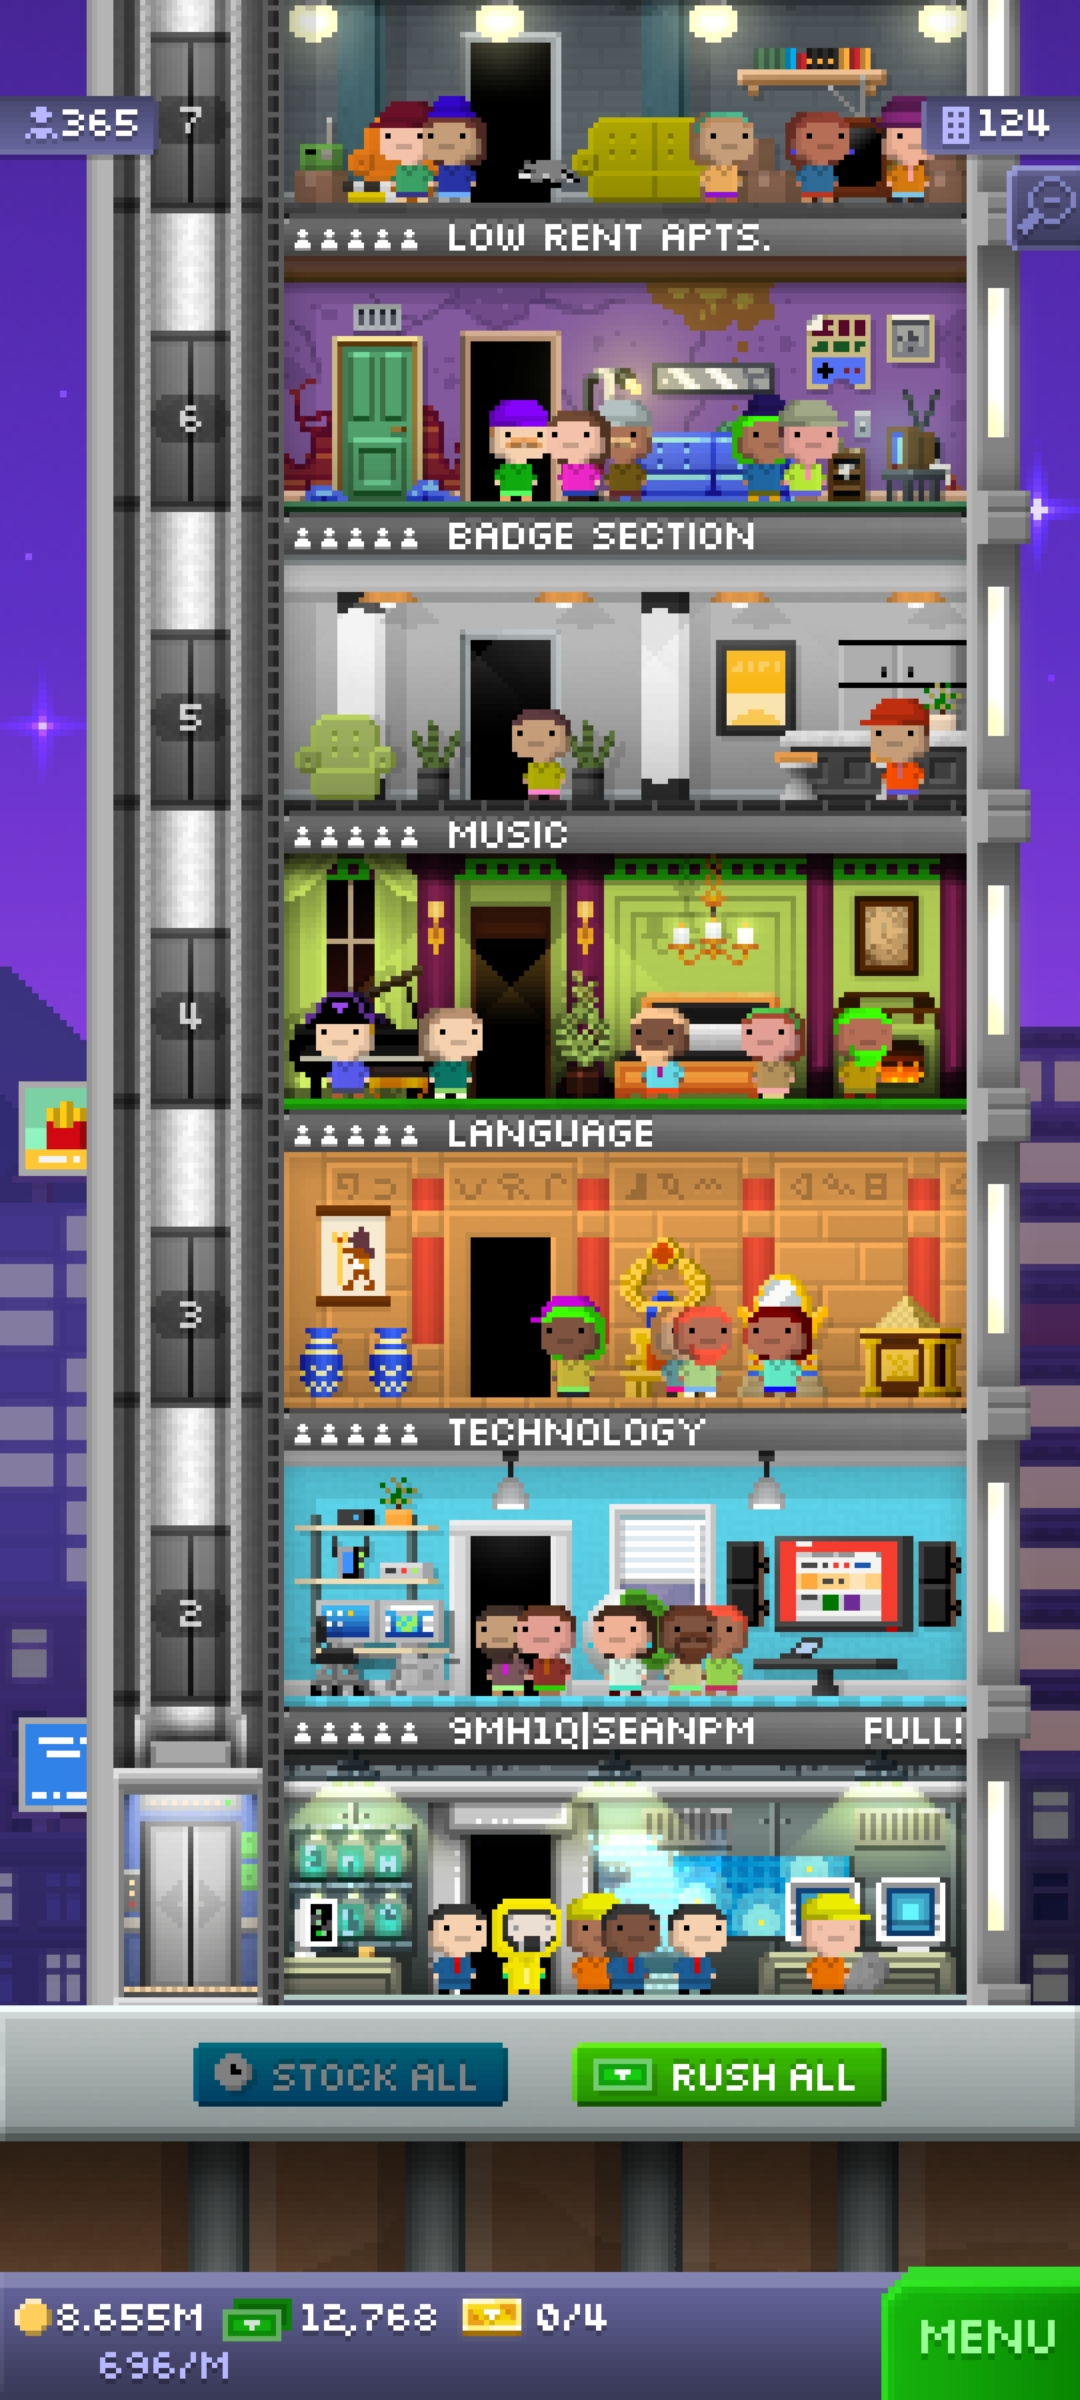 365
7
124
LOW RENT APTS.
6
BADGE SECTION
5
MUSIC
4
LANGUAGE
3
TECHNOLOGY
2
9MH1Q|SEANPM FULL!
STOCK ALL
RUSH ALL
8.655M 12,768 0/4
696/M
MENU